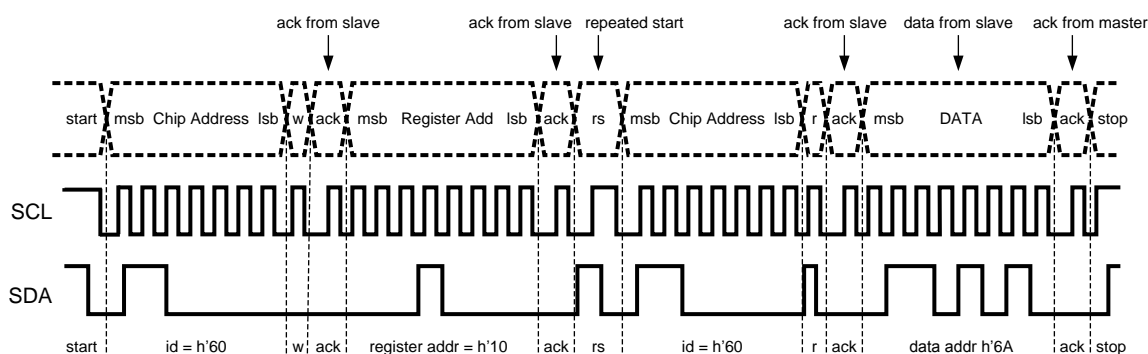 ack from slave ack from slave repeated start ack from slave data from slave ack from master
start msb Chip Address lsb w ack msb Register Add lsb ack rs msb Chip Address lsb r ack msb DATA lsb ack stop
SCL
SDA
start id = h'60 w ack register addr = h'10 ack rs id = h'60 r ack data addr h'6A ack stop